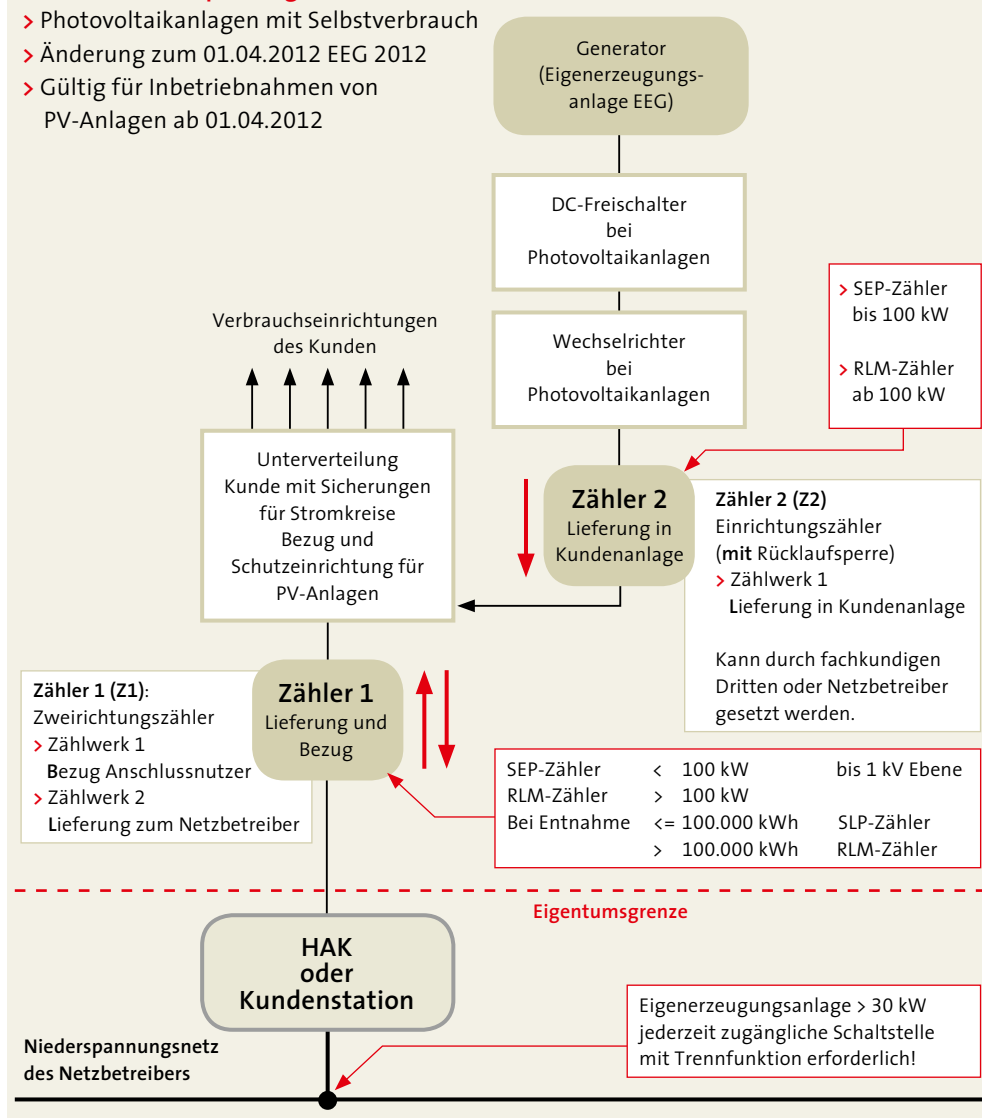 > Photovoltaikanlagen mit Selbstverbrauch
> Änderung zum 01.04.2012 EEG 2012
> Gültig für Inbetriebnahmen von
PV-Anlagen ab 01.04.2012
Generator
(Eigenerzeugungs-
anlage EEG)
DC-Freischalter
bei
Photovoltaikanlagen
> SEP-Zähler
bis 100 kW
> RLM-Zähler
ab 100 kW
Wechselrichter
bei
Photovoltaikanlagen
Verbrauchseinrichtungen
des Kunden
Unterverteilung
Kunde mit Sicherungen
für Stromkreise
Bezug und
Schutzeinrichtung für
PV-Anlagen
Zähler 2
Lieferung in
Kundenanlage
Zähler 2 (Z2)
Einrichtungszähler
(mit Rücklaufsperre)
> Zählwerk 1
Lieferung in Kundenanlage
Kann durch fachkundigen
Dritten oder Netzbetreiber
gesetzt werden.
Zähler 1 (Z1):
Zweirichtungszähler
> Zählwerk 1
Bezug Anschlussnutzer
> Zählwerk 2
Lieferung zum Netzbetreiber
Zähler 1
Lieferung und
Bezug
SEP-Zähler < 100 kW bis 1 kV Ebene
RLM-Zähler > 100 kW
Bei Entnahme <= 100.000 kWh SLP-Zähler
> 100.000 kWh RLM-Zähler
Eigentumsgrenze
HAK
oder
Kundenstation
Eigenerzeugungsanlage > 30 kW
jederzeit zugängliche Schaltstelle
mit Trennfunktion erforderlich!
Niederspannungsnetz
des Netzbetreibers